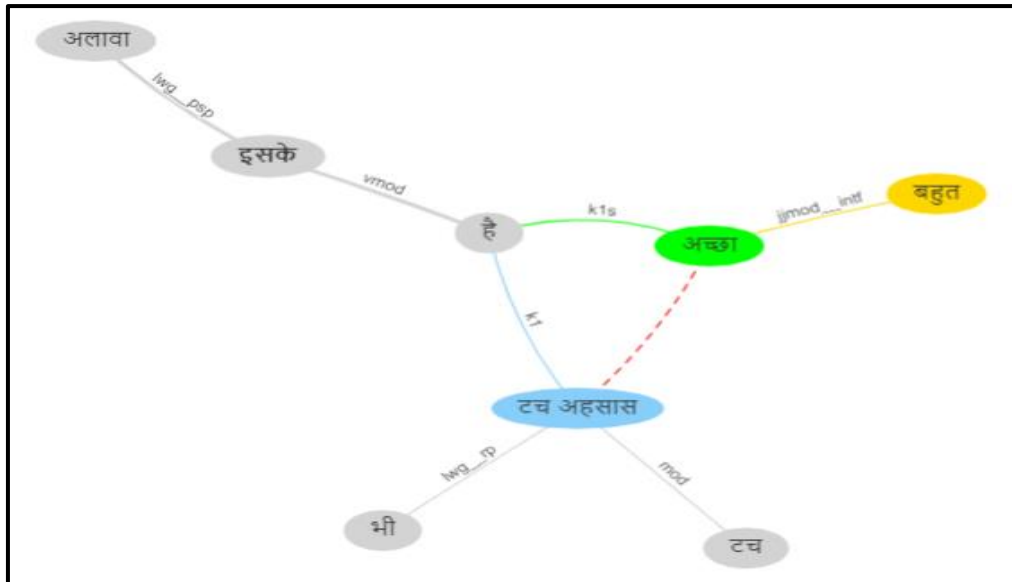 अलावा
lwg__psp
इसके
vmod
है
k1s
अच्छा
jjmod__intf
बहुत
k1
टच अहसास
lwg__rp
mod
भी
टच